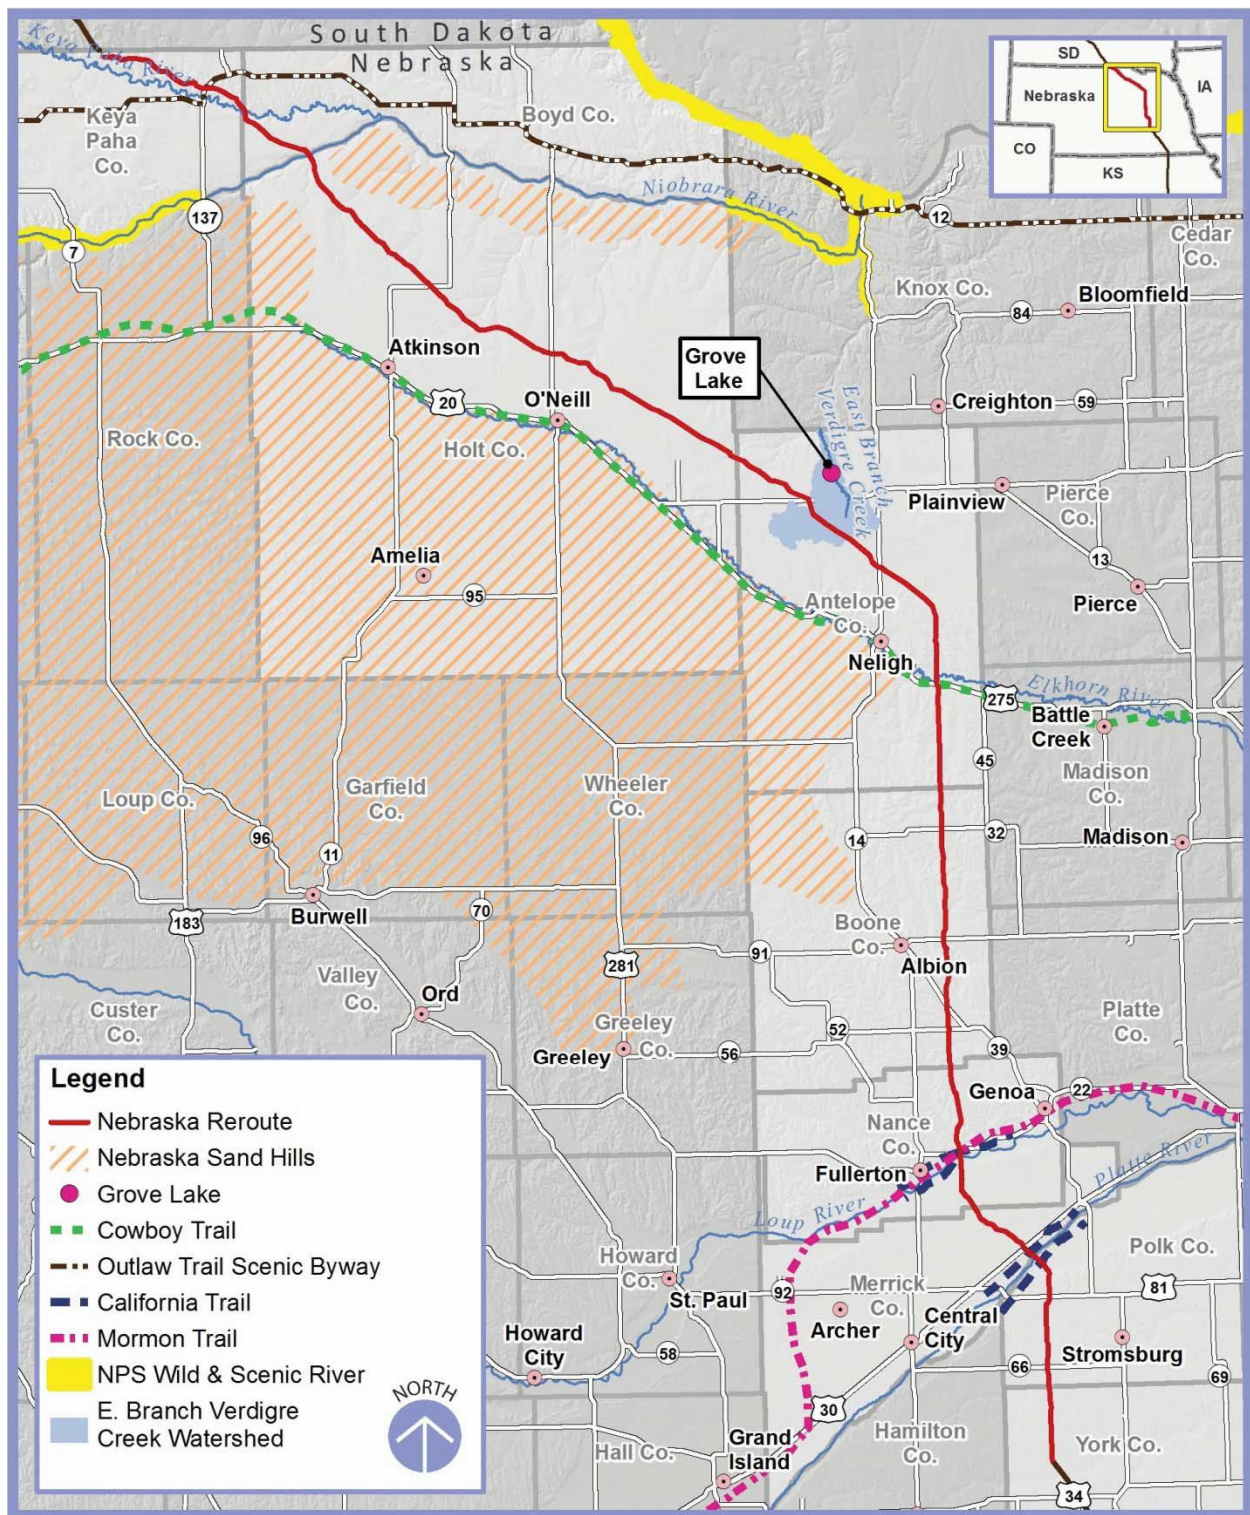 South Dakota
Nebraska
Keya Paha River
SD
Nebraska
IA
CO
KS
Keya
Paha
Co.
Boyd Co.
Niobrara River
137
7
12
Cedar
Co.
Knox Co.
Bloomfield
84
Grove
Lake
Atkinson
20
O'Neill
Creighton
59
East Branch
Verdigre Creek
Rock Co.
Holt Co.
Plainview
Pierce
Co.
13
Amelia
95
Antelope
Co.
Pierce
Neligh
Elkhorn River
275
Battle
Creek
45
Madison
Co.
Loup Co.
Garfield
Co.
Wheeler
Co.
96
11
14
32
Madison
Burwell
183
70
Boone
Co.
91
Albion
281
Valley
Co.
Ord
Custer
Co.
Greeley
Co.
Platte
Co.
52
Greeley
56
39
Genoa
22
Nance
Co.
Fullerton
Platte River
Loup River
Howard
Co.
St. Paul
92
Merrick
Co.
Archer
Central
City
Polk Co.
81
Howard
City
58
66
Stromsburg
69
30
Grand
Island
Hall Co.
Hamilton
Co.
York Co.
34
Legend
Nebraska Reroute
Nebraska Sand Hills
Grove Lake
Cowboy Trail
Outlaw Trail Scenic Byway
California Trail
Mormon Trail
NPS Wild & Scenic River
E. Branch Verdigre
Creek Watershed
NORTH